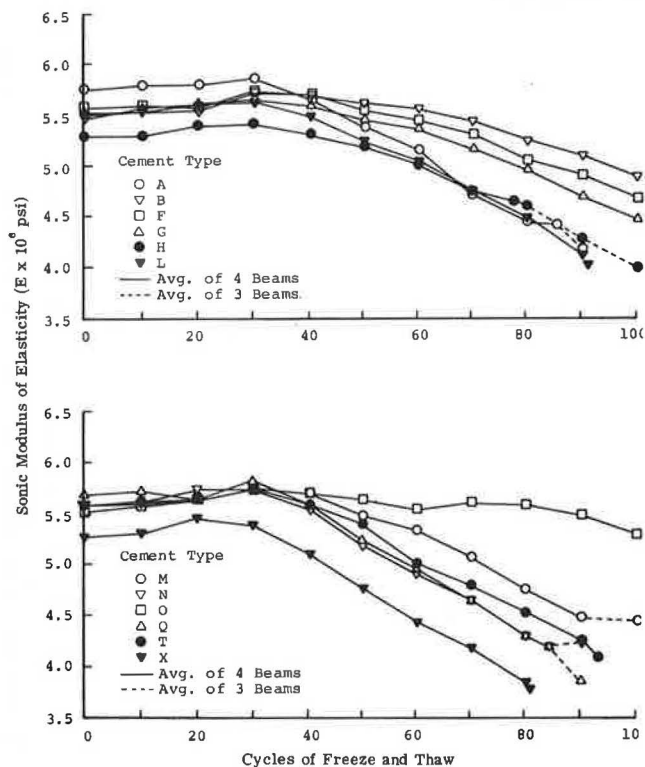 6.5
6.0
5.5
5.0
4.5
4.0
3.5
Cement Type
A
B
F
G
H
L
Avg. of 4 Beams
Avg. of 3 Beams
0 20 40 60 80 100
Sonic Modulus of Elasticity (E x 10⁶ psi)
6.5
6.0
5.5
5.0
4.5
4.0
3.5
Cement Type
M
N
O
Q
T
X
Avg. of 4 Beams
Avg. of 3 Beams
0 20 40 60 80 10
Cycles of Freeze and Thaw